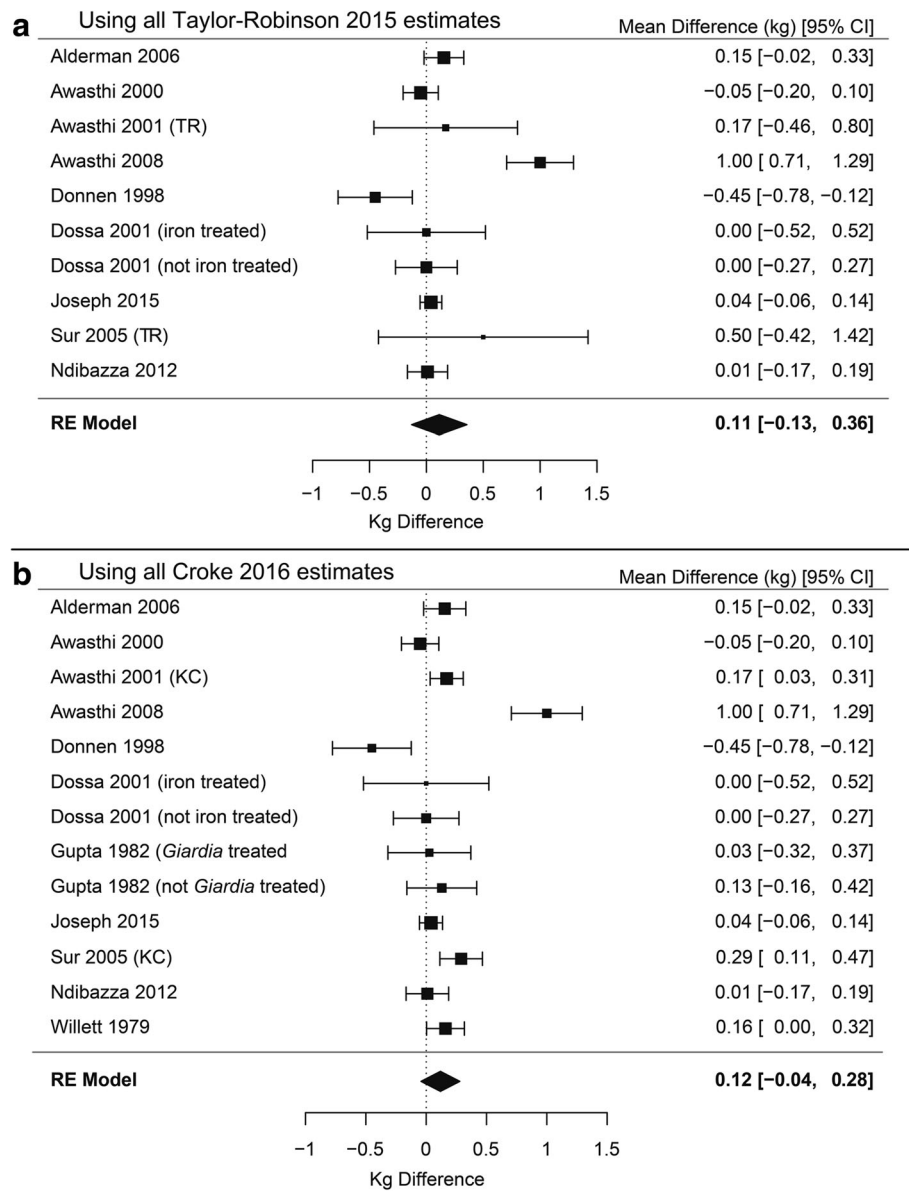 a Using all Taylor-Robinson 2015 estimates Mean Difference (kg) [95% CI]
Alderman 2006 0.15 [−0.02, 0.33]
Awasthi 2000 −0.05 [−0.20, 0.10]
Awasthi 2001 (TR) 0.17 [−0.46, 0.80]
Awasthi 2008 1.00 [ 0.71, 1.29]
Donnen 1998 −0.45 [−0.78, −0.12]
Dossa 2001 (iron treated) 0.00 [−0.52, 0.52]
Dossa 2001 (not iron treated) 0.00 [−0.27, 0.27]
Joseph 2015 0.04 [−0.06, 0.14]
Sur 2005 (TR) 0.50 [−0.42, 1.42]
Ndibazza 2012 0.01 [−0.17, 0.19]
RE Model 0.11 [−0.13, 0.36]
−1 −0.5 0 0.5 1 1.5
Kg Difference
b Using all Croke 2016 estimates Mean Difference (kg) [95% CI]
Alderman 2006 0.15 [−0.02, 0.33]
Awasthi 2000 −0.05 [−0.20, 0.10]
Awasthi 2001 (KC) 0.17 [ 0.03, 0.31]
Awasthi 2008 1.00 [ 0.71, 1.29]
Donnen 1998 −0.45 [−0.78, −0.12]
Dossa 2001 (iron treated) 0.00 [−0.52, 0.52]
Dossa 2001 (not iron treated) 0.00 [−0.27, 0.27]
Gupta 1982 (Giardia treated 0.03 [−0.32, 0.37]
Gupta 1982 (not Giardia treated) 0.13 [−0.16, 0.42]
Joseph 2015 0.04 [−0.06, 0.14]
Sur 2005 (KC) 0.29 [ 0.11, 0.47]
Ndibazza 2012 0.01 [−0.17, 0.19]
Willett 1979 0.16 [ 0.00, 0.32]
RE Model 0.12 [−0.04, 0.28]
−1 −0.5 0 0.5 1 1.5
Kg Difference